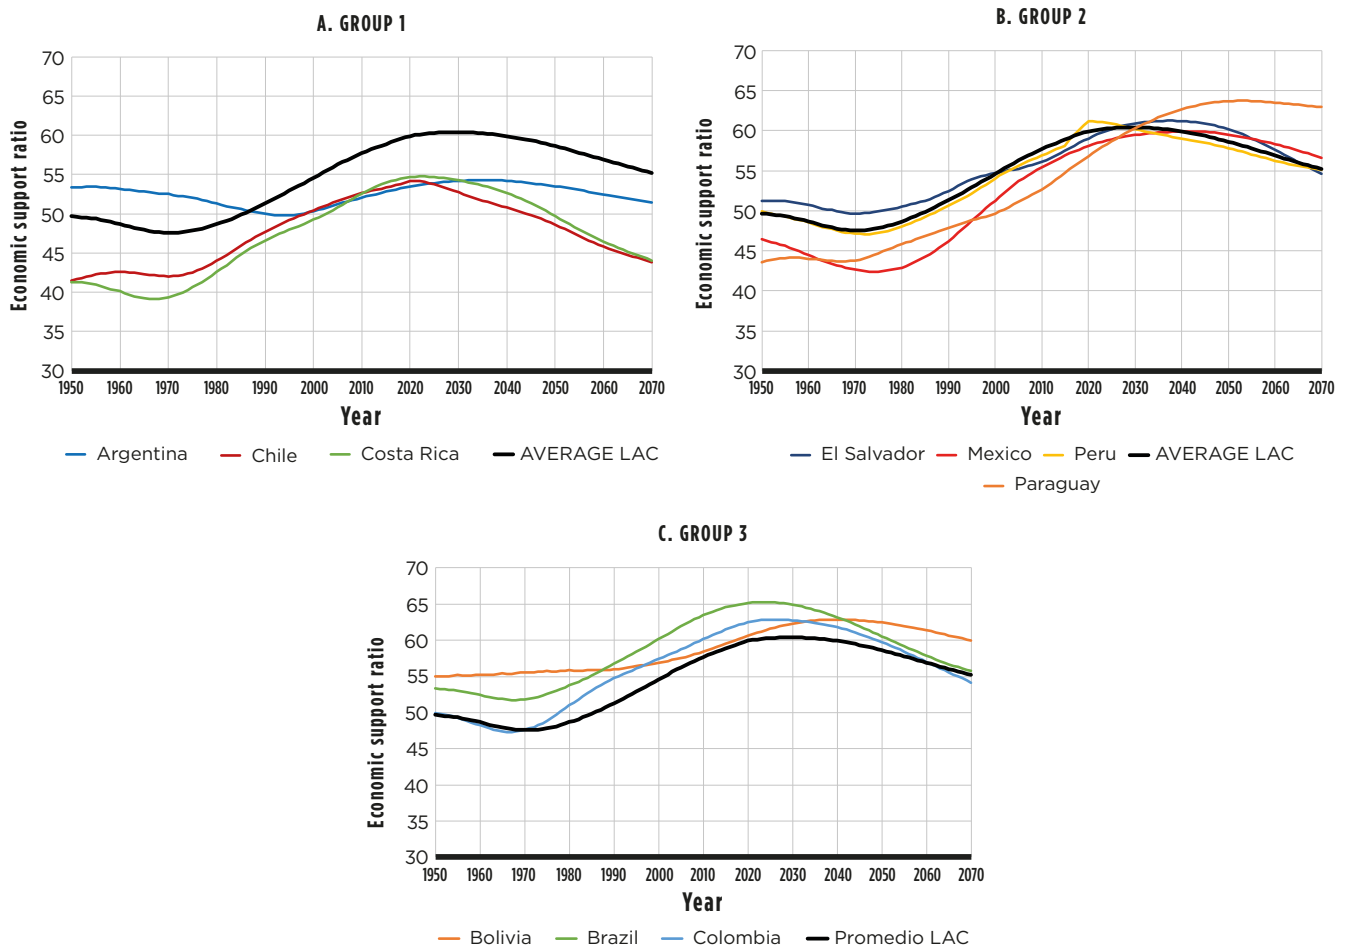 A. GROUP 1
Economic support ratio
70
65
60
55
50
45
40
35
30
1950 1960 1970 1980 1990 2000 2010 2020 2030 2040 2050 2060 2070
Year
Argentina Chile Costa Rica AVERAGE LAC
B. GROUP 2
Economic support ratio
70
65
60
55
50
45
40
35
30
1950 1960 1970 1980 1990 2000 2010 2020 2030 2040 2050 2060 2070
Year
El Salvador Mexico Peru AVERAGE LAC
Paraguay
C. GROUP 3
Economic support ratio
70
65
60
55
50
45
40
35
30
1950 1960 1970 1980 1990 2000 2010 2020 2030 2040 2050 2060 2070
Year
Bolivia Brazil Colombia Promedio LAC